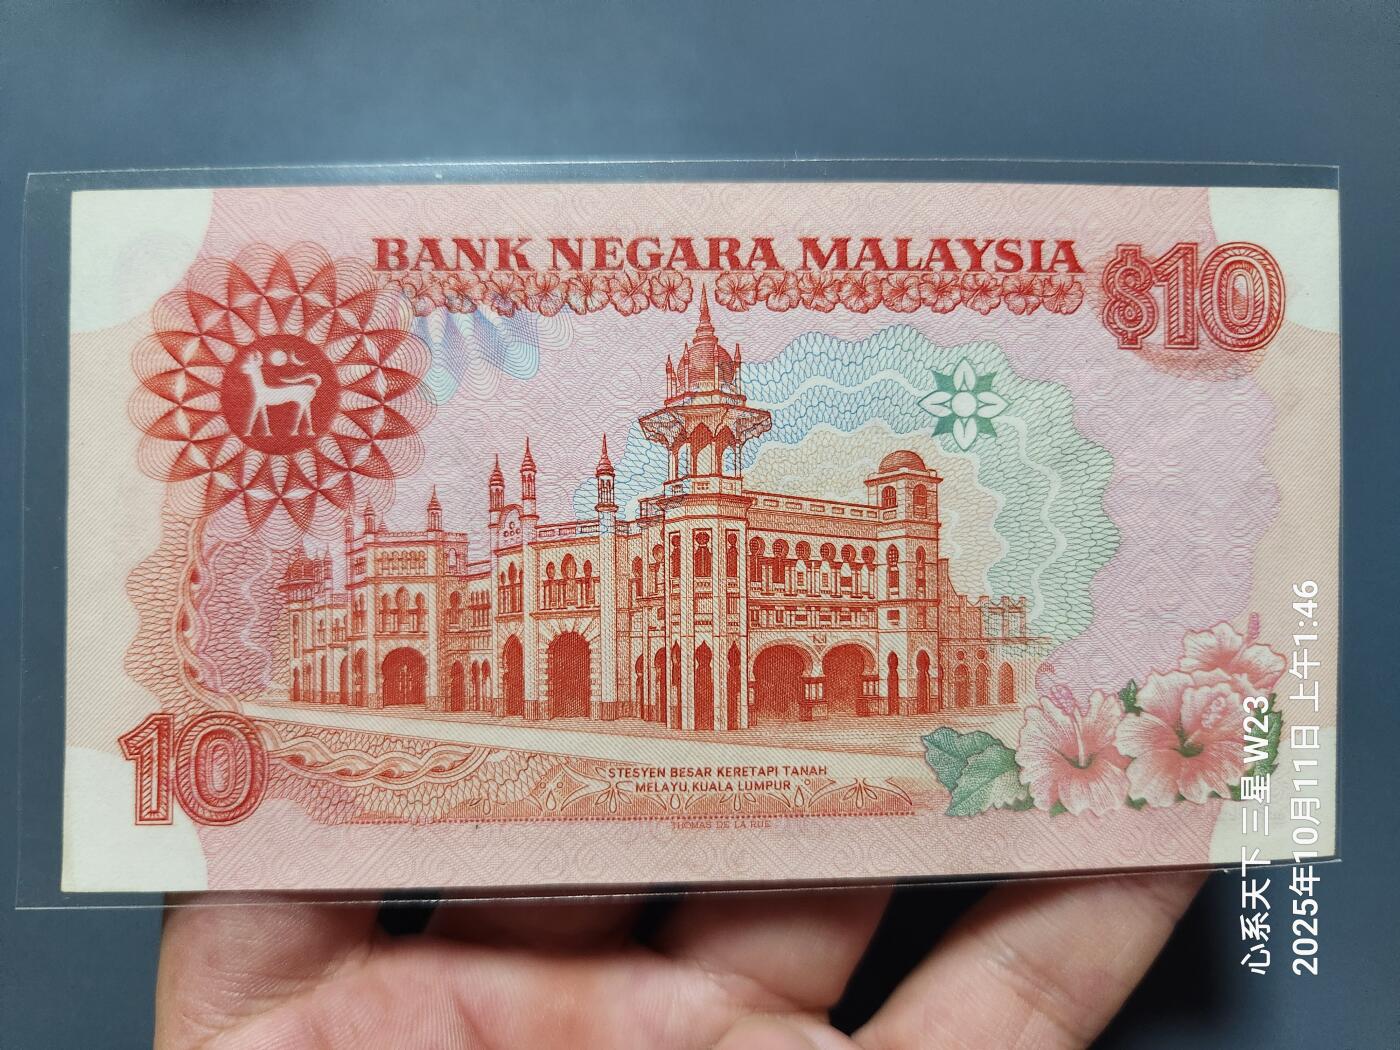 BANK NEGARA MALAYSIA
$10
10
STESYEN BESAR KERETAPI TANAH
MELAYU, KUALA LUMPUR
THOMAS DE LA RUE
心系天下 三星 W23
2025年10月11日 上午1:46